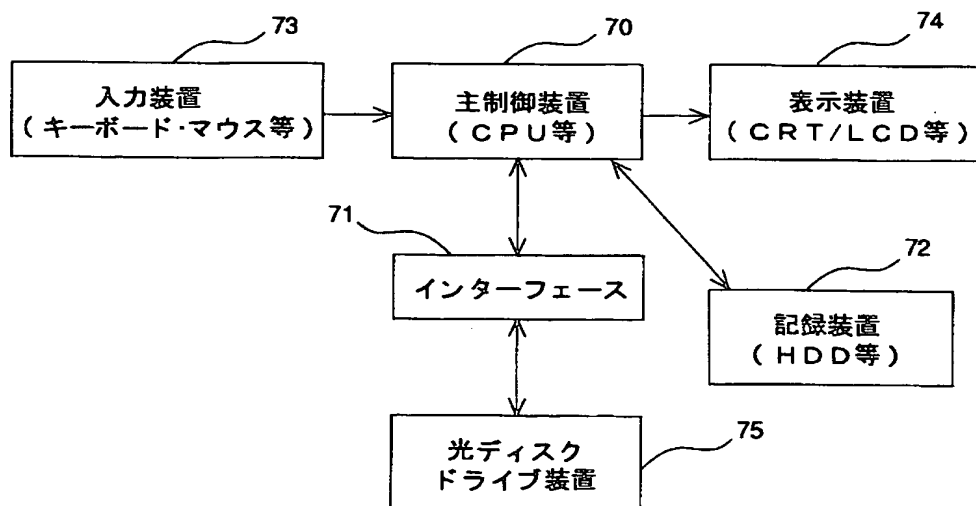 73
入力装置
(キーボード・マウス等)
70
主制御装置
(CPU等)
74
表示装置
(CRT/LCD等)
71
インターフェース
72
記録装置
(HDD等)
75
光ディスク
ドライブ装置